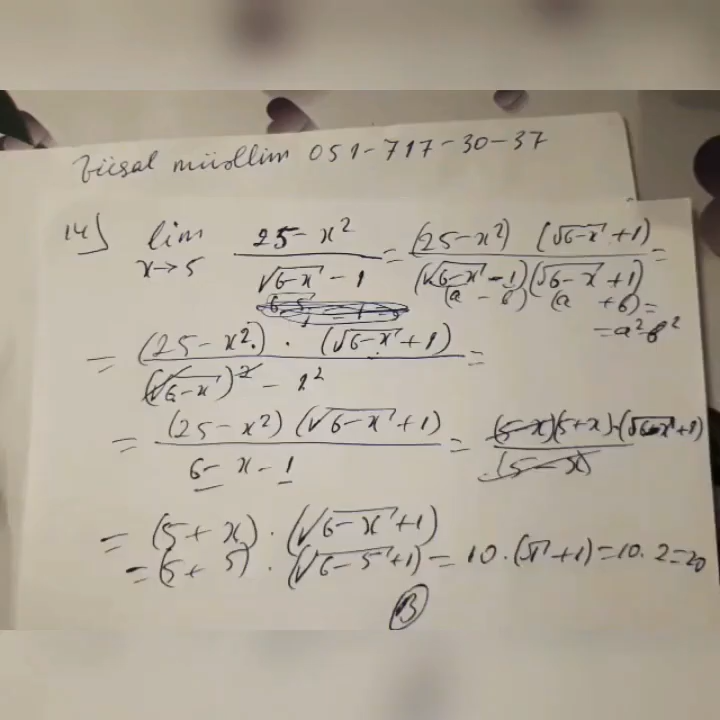 müəllim 051-717-30-37
14) lim x→5 (25-x²)/(√(6-x) - 1) = (25-x²) (√(6-x) + 1)/((√(6-x) - 1)(√(6-x) + 1)) =
(a - b) (a + b) =
= a² - b²
= (25-x²) · (√(6-x) + 1)/((√(6-x))² - 1²) =
= (25-x²) (√(6-x) + 1)/(6 - x - 1) = (5-x)(5+x)·(√(6-x) + 1)/(5-x)
= (5+x) · (√(6-x) + 1)
= (5+5) · (√(6-5) + 1) = 10·(√1 + 1) = 10·2=20
B